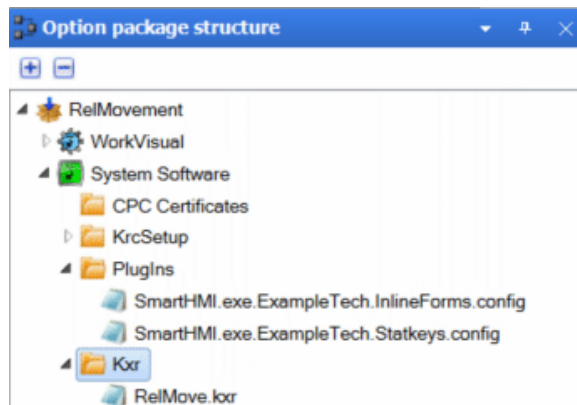 Option package structure
RelMovement
WorkVisual
System Software
CPC Certificates
KrcSetup
PlugIns
SmartHMI.exe.ExampleTech.InlineForms.config
SmartHMI.exe.ExampleTech.Statkeys.config
Kxr
RelMove.kxr